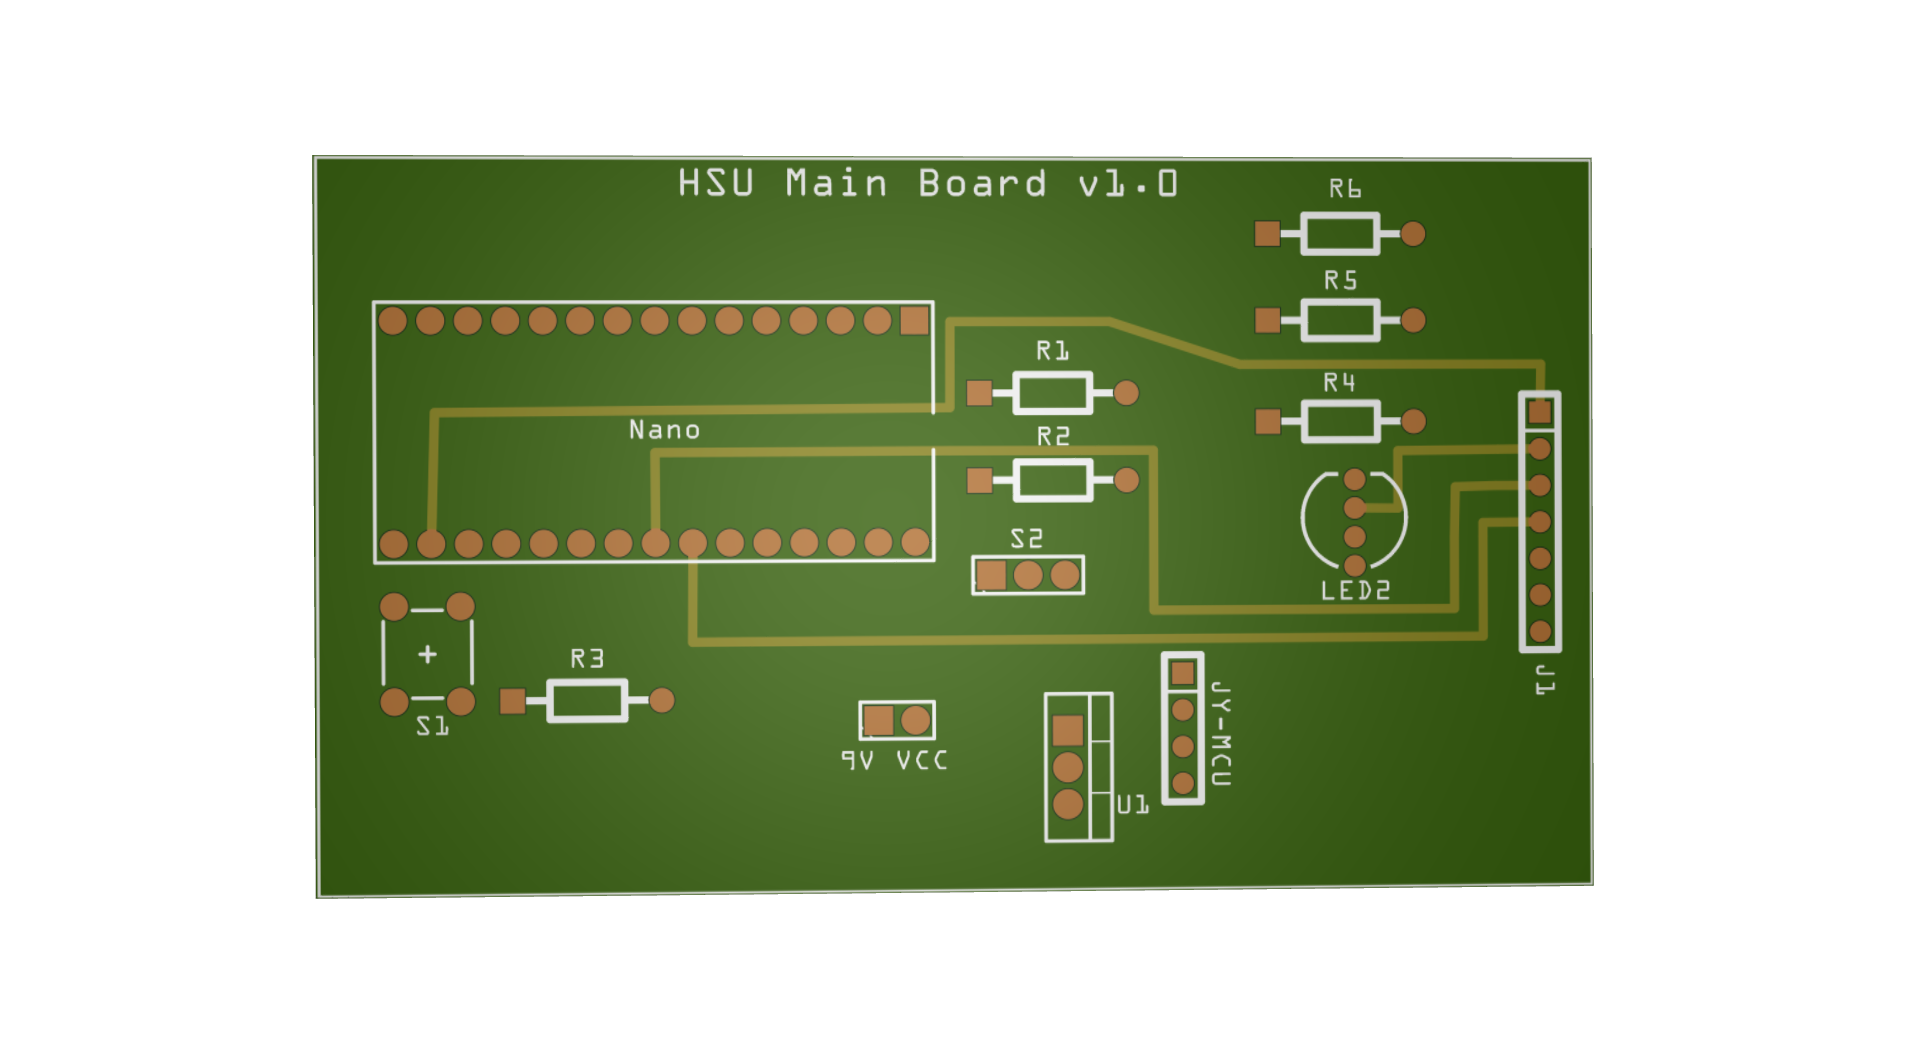 HSU Main Board v1.0
R6
R5
R1
R4
Nano
R2
S2
LED2
R3
J1
S1
JY-MCU
9V VCC
U1